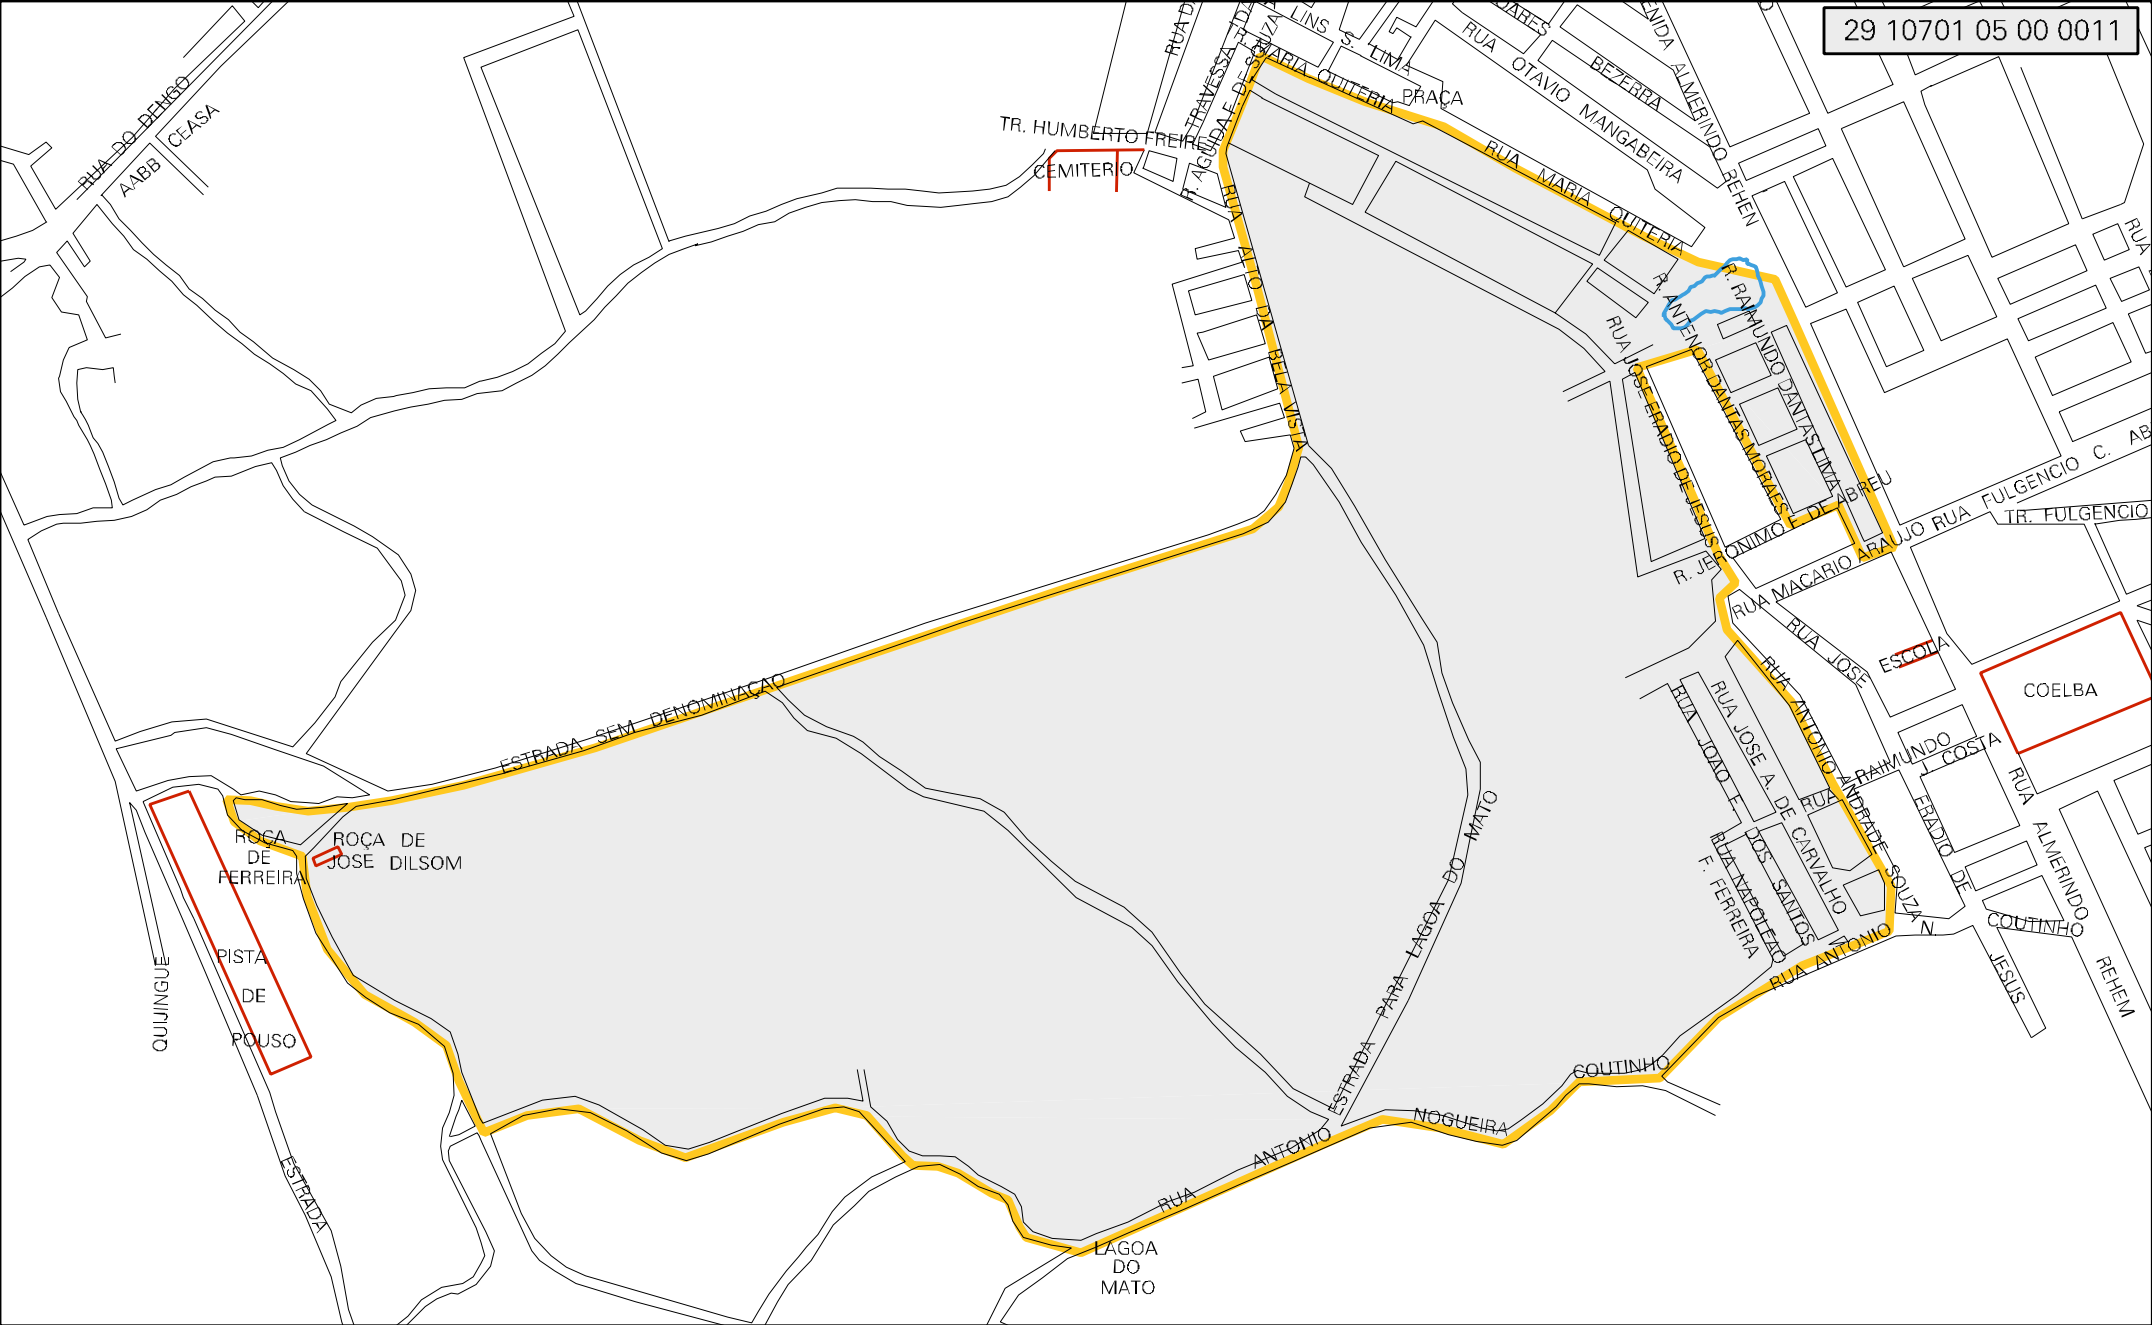 29 10701 05 00 0011
RUA DO DENGO
AABB
CEASA
TR. HUMBERTO FREIRE
CEMITERIO
TRAVESSA
R. AGUIDA F. DE SOUZA
LINS S. LIMA
R. MARIA QUITERIA
PRAÇA
RUA OTAVIO MANGABEIRA
BEZERRA
ALMERINDO REHEN
RUA MARIA QUITERIA
RUA ALTO DA BELA VISTA
R. ANTENOR DANTAS MORAES
R. RAIMUNDO DANTAS LIMA
RUA JOSE ERADIO DE JESUS
R. JERONIMO F. DE ABREU
RUA MACARIO ARAUJO
RUA FULGENCIO C. AB
TR. FULGENCIO
RUA
RUA JOSE
ERADIO DE
JESUS
ESCOLA
COELBA
RUA ANTONIO ANDRADE SOUZA
RUA JOSE A. DE CARVALHO
RUA JOAO F.
DOS SANTOS
RUA NAPOLEAO
F. FERREIRA
RUA RAIMUNDO
J. COSTA
RUA ALMERINDO
REHEM
ESTRADA SEM DENOMINAÇAO
ESTRADA PARA LAGOA DO MATO
ROÇA
DE
FERREIRA
ROÇA DE
JOSE DILSOM
PISTA
DE
POUSO
QUIJINGUE
ESTRADA
RUA ANTONIO NOGUEIRA COUTINHO
RUA ANTONIO N. COUTINHO
LAGOA
DO
MATO